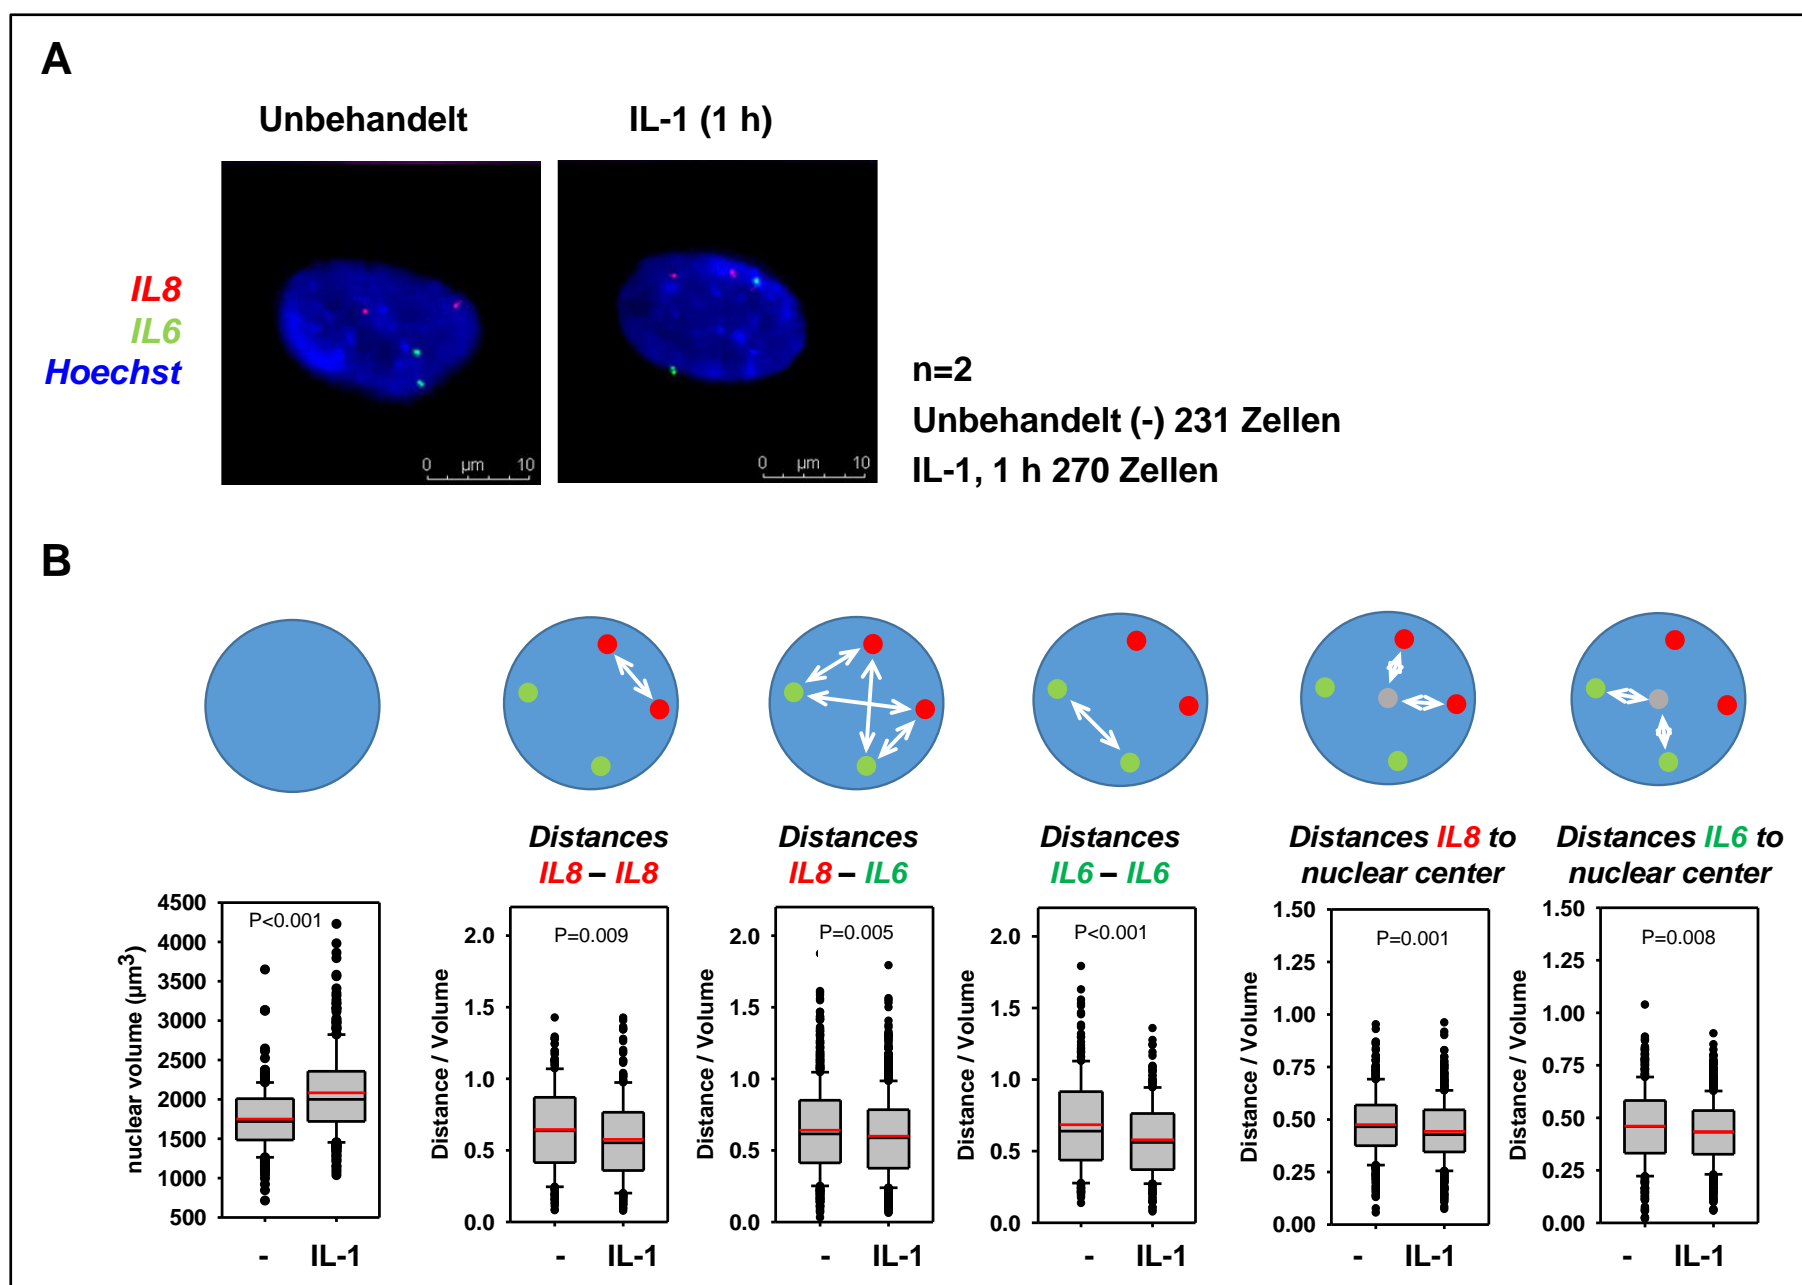 A
Unbehandelt
IL-1 (1 h)
IL8
IL6
Hoechst
0 µm 10
0 µm 10
n=2
Unbehandelt (-) 231 Zellen
IL-1, 1 h 270 Zellen
B
Distances
IL8 – IL8
Distances
IL8 – IL6
Distances
IL6 – IL6
Distances IL8 to
nuclear center
Distances IL6 to
nuclear center
nuclear volume (µm³)
4500
4000
3500
3000
2500
2000
1500
1000
500
P<0.001
- IL-1
Distance / Volume
2.0
1.5
1.0
0.5
0.0
P=0.009
- IL-1
Distance / Volume
2.0
1.5
1.0
0.5
0.0
P=0.005
- IL-1
Distance / Volume
2.0
1.5
1.0
0.5
0.0
P<0.001
- IL-1
Distance / Volume
1.50
1.25
1.00
0.75
0.50
0.25
0.00
P=0.001
- IL-1
Distance / Volume
1.50
1.25
1.00
0.75
0.50
0.25
0.00
P=0.008
- IL-1